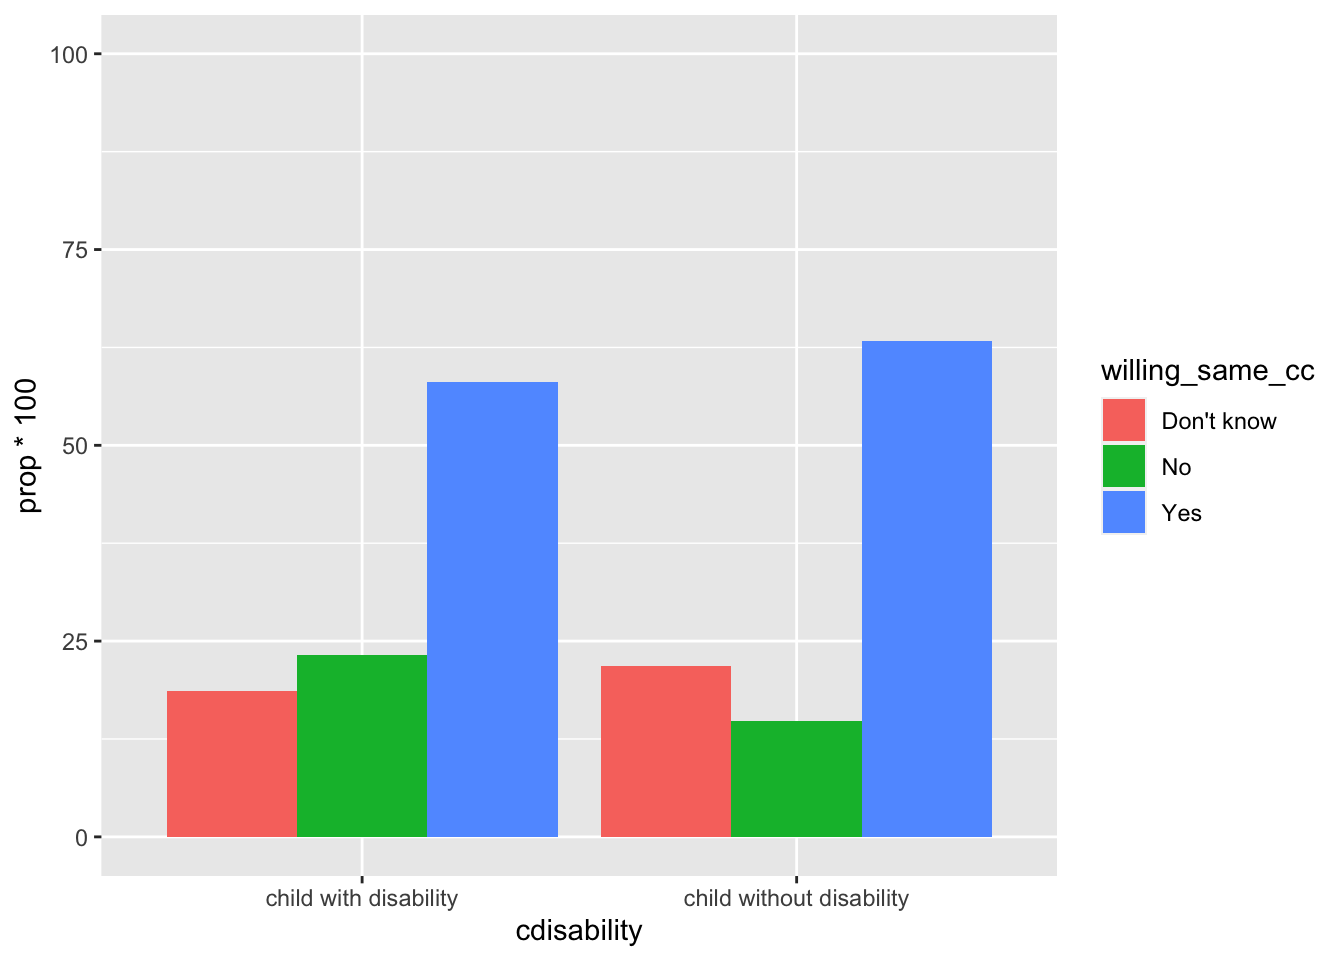 100
75
50
25
0
prop * 100
child with disability
child without disability
cdisability
willing_same_cc
Don't know
No
Yes